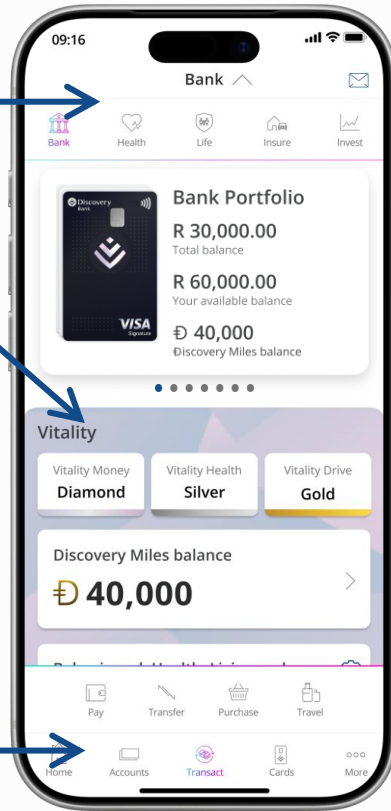 09:16
Bank
Bank
Health
Life
Insure
Invest
Discovery
Bank
VISA
Signature
Bank Portfolio
R 30,000.00
Total balance
R 60,000.00
Your available balance
Đ 40,000
Discovery Miles balance
Vitality
Vitality Money
Diamond
Vitality Health
Silver
Vitality Drive
Gold
Discovery Miles balance
Đ 40,000
Pay
Transfer
Purchase
Travel
Home
Accounts
Transact
Cards
More